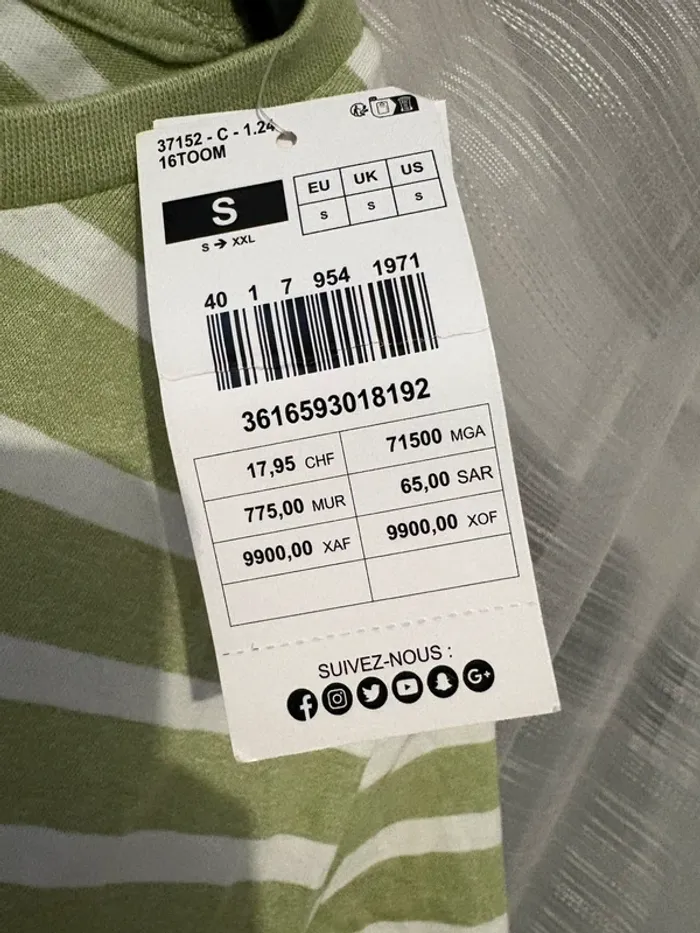 37152 - C - 1.24
16TOOM
S
S → XXL
EU UK US
S S S
40 1 7 954 1971
3616593018192
17,95 CHF 71500 MGA
775,00 MUR 65,00 SAR
9900,00 XAF 9900,00 XOF
SUIVEZ-NOUS :
G+